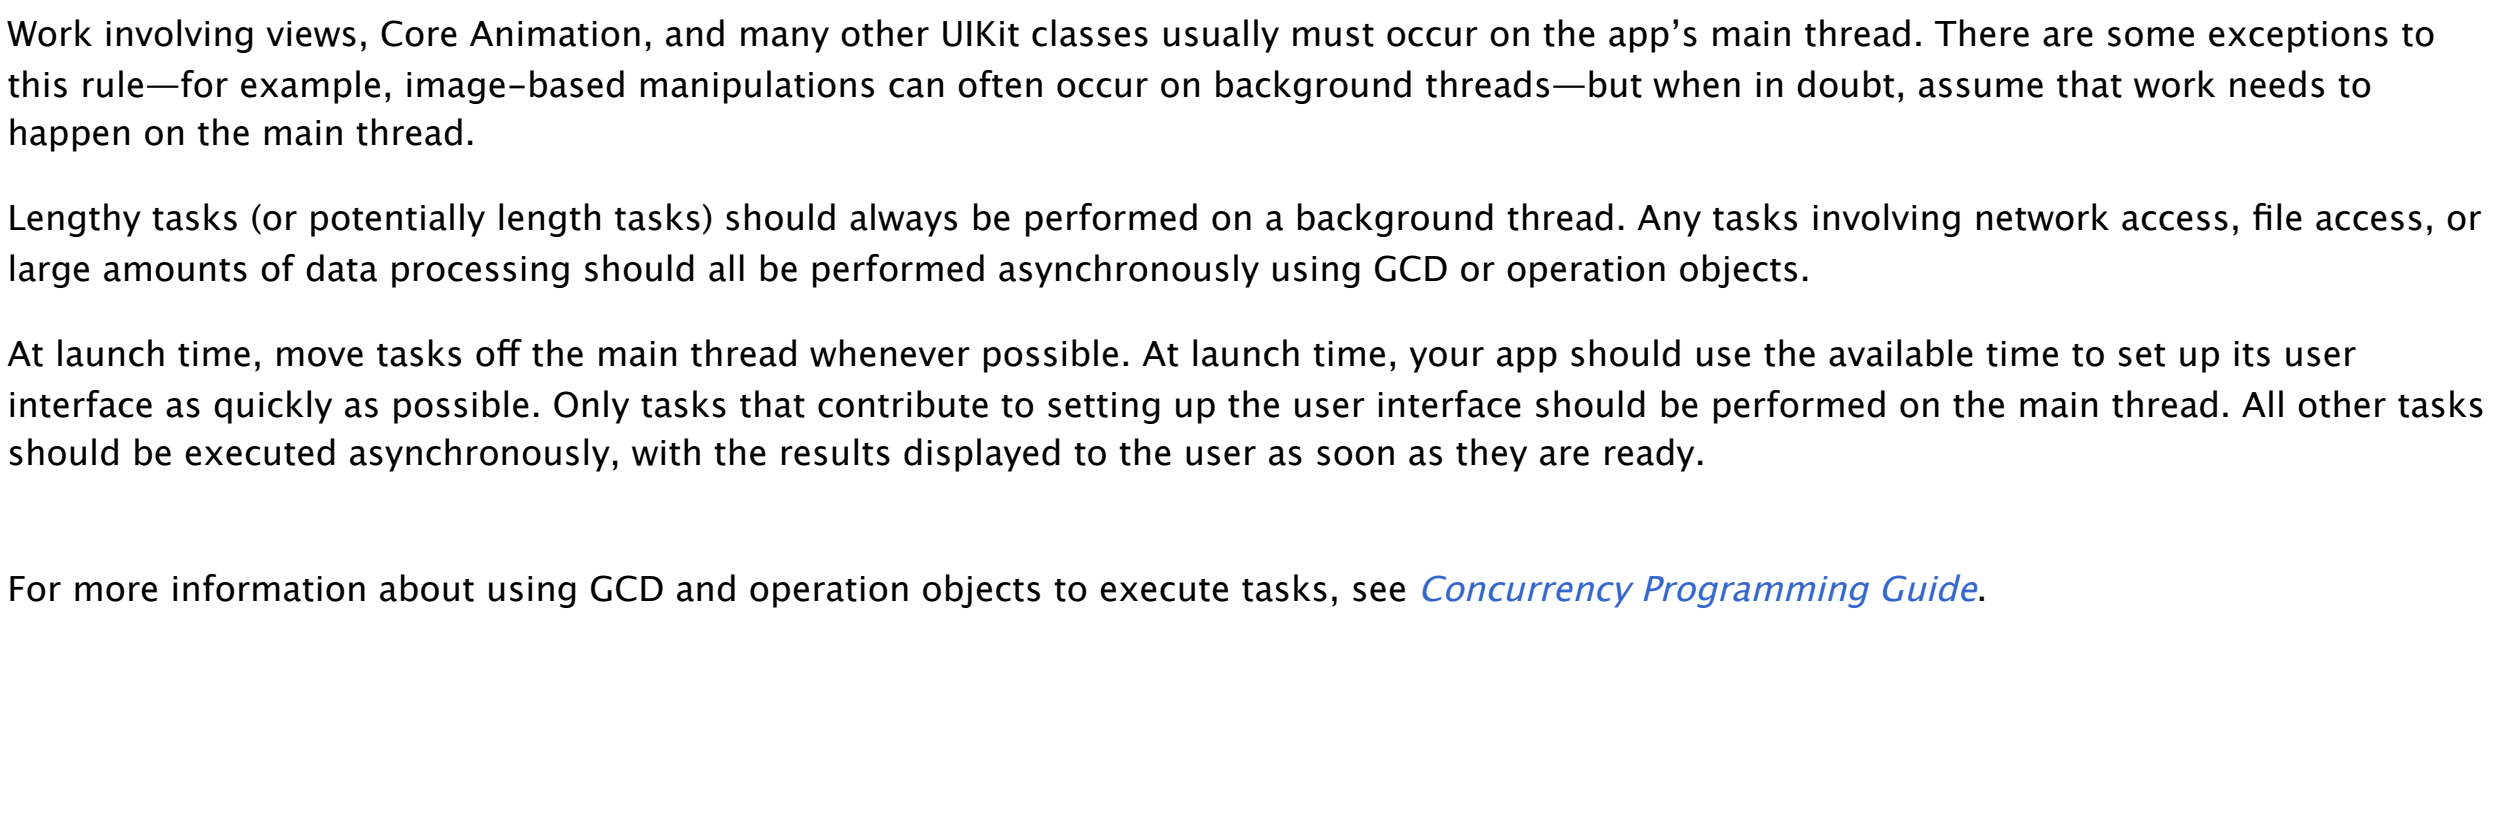 Work involving views, Core Animation, and many other UIKit classes usually must occur on the app’s main thread. There are some exceptions to
this rule—for example, image-based manipulations can often occur on background threads—but when in doubt, assume that work needs to
happen on the main thread.
Lengthy tasks (or potentially length tasks) should always be performed on a background thread. Any tasks involving network access, file access, or
large amounts of data processing should all be performed asynchronously using GCD or operation objects.
At launch time, move tasks off the main thread whenever possible. At launch time, your app should use the available time to set up its user
interface as quickly as possible. Only tasks that contribute to setting up the user interface should be performed on the main thread. All other tasks
should be executed asynchronously, with the results displayed to the user as soon as they are ready.
For more information about using GCD and operation objects to execute tasks, see Concurrency Programming Guide.